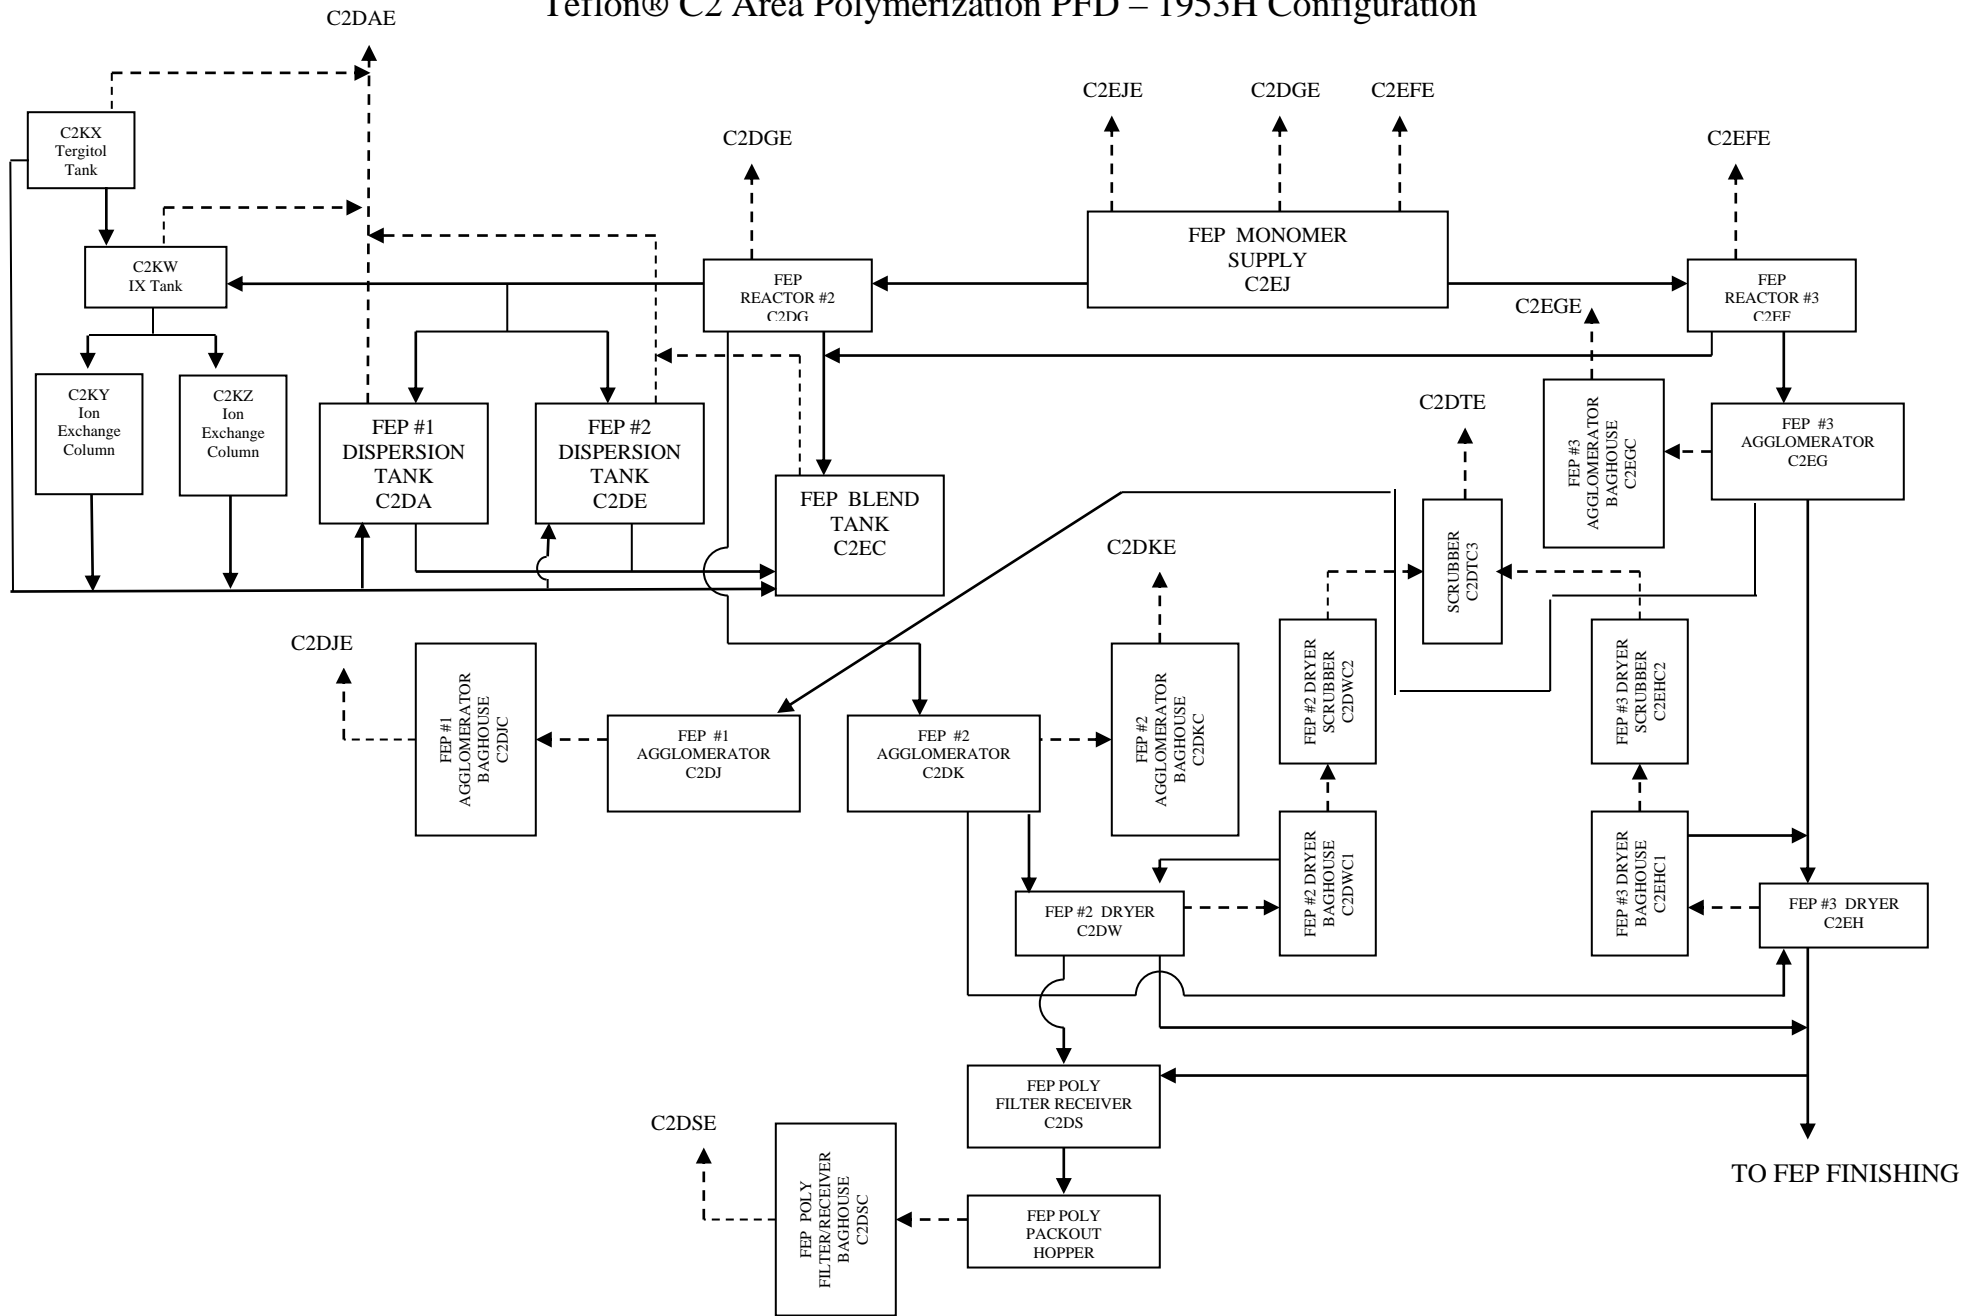 Teflon® C2 Area Polymerization PFD – 1953H Configuration
C2DAE
C2EJE
C2DGE
C2EFE
C2DGE
C2EFE
C2KX
Tergitol
Tank
C2KW
IX Tank
FEP
REACTOR #2
C2DG
FEP MONOMER
SUPPLY
C2EJ
FEP
REACTOR #3
C2EF
C2EGE
C2KY
Ion
Exchange
Column
C2KZ
Ion
Exchange
Column
FEP #1
DISPERSION
TANK
C2DA
FEP #2
DISPERSION
TANK
C2DE
FEP BLEND
TANK
C2EC
C2DTE
FEP #3
AGGLOMERATOR
BAGHOUSE
C2EGC
FEP #3
AGGLOMERATOR
C2EG
SCRUBBER
C2DTC3
C2DKE
C2DJE
FEP #1
AGGLOMERATOR
BAGHOUSE
C2DJC
FEP #1
AGGLOMERATOR
C2DJ
FEP #2
AGGLOMERATOR
C2DK
FEP #2
AGGLOMERATOR
BAGHOUSE
C2DKC
FEP #2 DRYER
SCRUBBER
C2DWC2
FEP #3 DRYER
SCRUBBER
C2EHC2
FEP #2 DRYER
BAGHOUSE
C2DWC1
FEP #3 DRYER
BAGHOUSE
C2EHC1
FEP #2 DRYER
C2DW
FEP #3 DRYER
C2EH
FEP POLY
FILTER RECEIVER
C2DS
C2DSE
FEP POLY
FILTER/RECEIVER
BAGHOUSE
C2DSC
FEP POLY
PACKOUT
HOPPER
TO FEP FINISHING